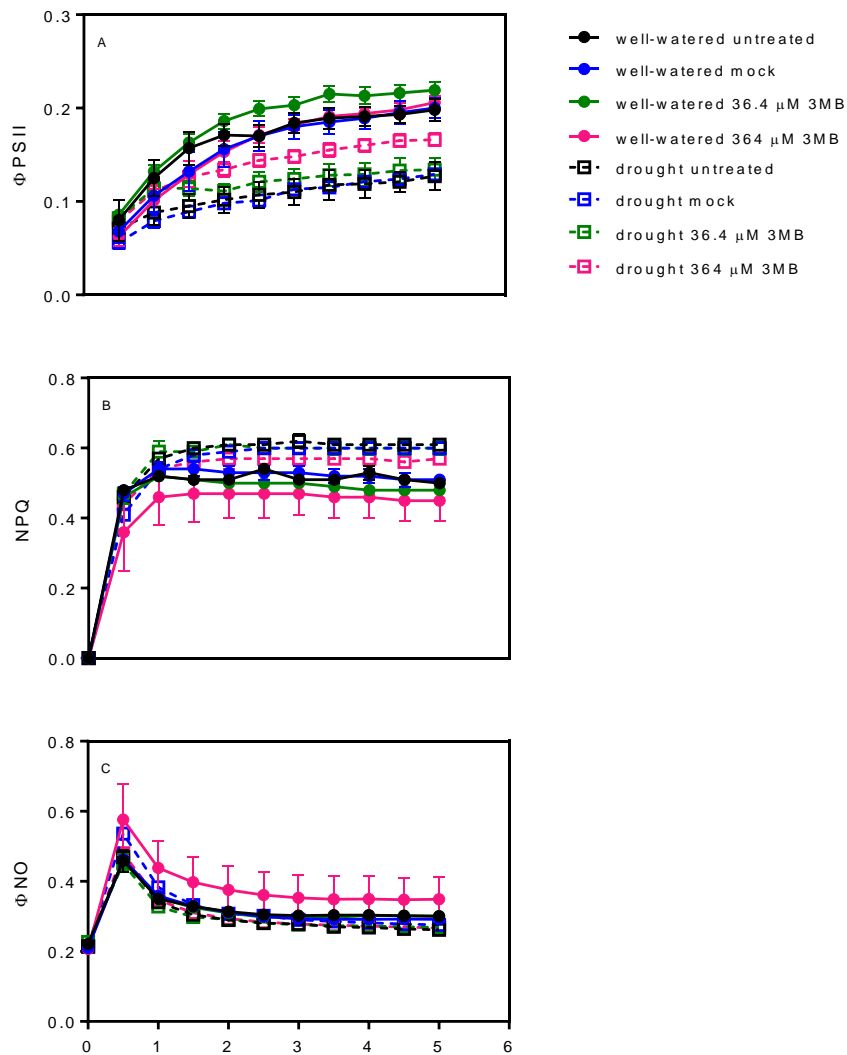 0.3
A
0.2
0.1
0.0
ΦPSII
well-watered untreated
well-watered mock
well-watered 36.4 μM 3MB
well-watered 364 μM 3MB
drought untreated
drought mock
drought 36.4 μM 3MB
drought 364 μM 3MB
0.8
B
0.6
0.4
0.2
0.0
NPQ
0.8
C
0.6
0.4
0.2
0.0
ΦNO
0 1 2 3 4 5 6